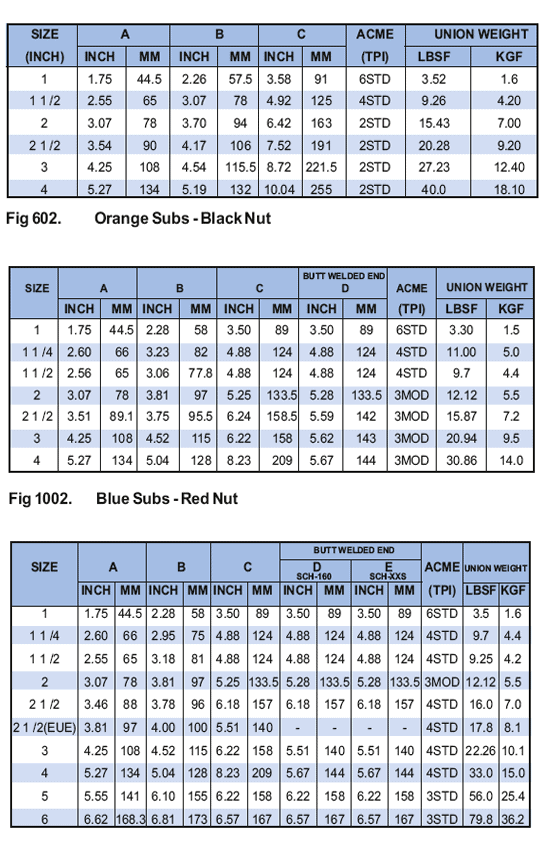 SIZE A B C ACME UNION WEIGHT
(INCH) INCH MM INCH MM INCH MM (TPI) LBSF KGF
1 1.75 44.5 2.26 57.5 3.58 91 6STD 3.52 1.6
1 1/2 2.55 65 3.07 78 4.92 125 4STD 9.26 4.20
2 3.07 78 3.70 94 6.42 163 2STD 15.43 7.00
2 1/2 3.54 90 4.17 106 7.52 191 2STD 20.28 9.20
3 4.25 108 4.54 115.5 8.72 221.5 2STD 27.23 12.40
4 5.27 134 5.19 132 10.04 255 2STD 40.0 18.10
Fig 602. Orange Subs - Black Nut
BUTT WELDED END
SIZE A B C D ACME UNION WEIGHT
INCH MM INCH MM INCH MM INCH MM (TPI) LBSF KGF
1 1.75 44.5 2.28 58 3.50 89 3.50 89 6STD 3.30 1.5
1 1/4 2.60 66 3.23 82 4.88 124 4.88 124 4STD 11.00 5.0
1 1/2 2.56 65 3.06 77.8 4.88 124 4.88 124 4STD 9.7 4.4
2 3.07 78 3.81 97 5.25 133.5 5.28 133.5 3MOD 12.12 5.5
2 1/2 3.51 89.1 3.75 95.5 6.24 158.5 5.59 142 3MOD 15.87 7.2
3 4.25 108 4.52 115 6.22 158 5.62 143 3MOD 20.94 9.5
4 5.27 134 5.04 128 8.23 209 5.67 144 3MOD 30.86 14.0
Fig 1002. Blue Subs - Red Nut
BUTT WELDED END
SIZE A B C D E ACME UNION WEIGHT
SCH-160 SCH-XXS
INCH MM INCH MM INCH MM INCH MM INCH MM (TPI) LBSF KGF
1 1.75 44.5 2.28 58 3.50 89 3.50 89 3.50 89 6STD 3.5 1.6
1 1/4 2.60 66 2.95 75 4.88 124 4.88 124 4.88 124 4STD 9.7 4.4
1 1/2 2.55 65 3.18 81 4.88 124 4.88 124 4.88 124 4STD 9.25 4.2
2 3.07 78 3.81 97 5.25 133.5 5.28 133.5 5.28 133.5 3MOD 12.12 5.5
2 1/2 3.46 88 3.78 96 6.18 157 6.18 157 6.18 157 4STD 16.0 7.0
2 1/2(EUE) 3.81 97 4.00 100 5.51 140 - - - - 4STD 17.8 8.1
3 4.25 108 4.52 115 6.22 158 5.51 140 5.51 140 4STD 22.26 10.1
4 5.27 134 5.04 128 8.23 209 5.67 144 5.67 144 4STD 33.0 15.0
5 5.55 141 6.10 155 6.22 158 6.22 158 6.22 158 3STD 56.0 25.4
6 6.62 168.3 6.81 173 6.57 167 6.57 167 6.57 167 3STD 79.8 36.2